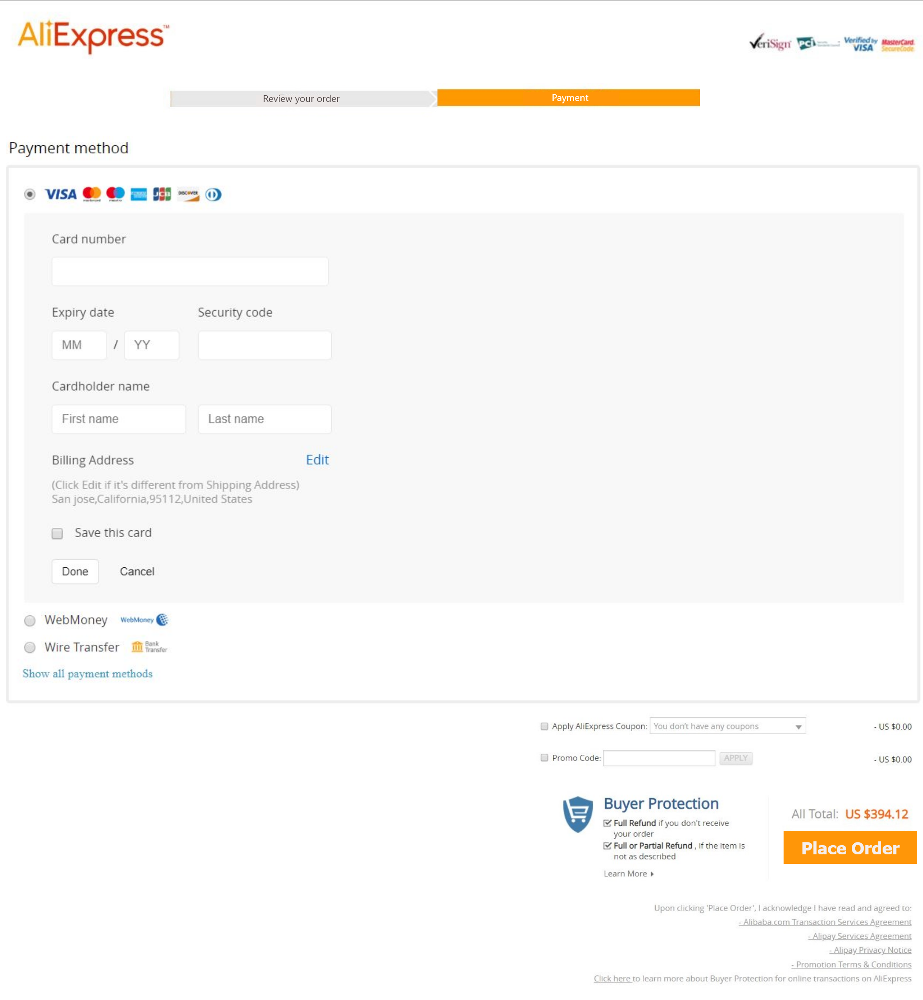 AliExpress™
VeriSign PCI Verified by VISA MasterCard SecureCode
Review your order
Payment
Payment method
VISA mastercard maestro JCB DISCOVER
Card number
Expiry date Security code
MM / YY
Cardholder name
First name Last name
Billing Address Edit
(Click Edit if it's different from Shipping Address)
San jose,California,95112,United States
Save this card
Done Cancel
WebMoney WebMoney
Wire Transfer Bank Transfer
Show all payment methods
Apply AliExpress Coupon: You don't have any coupons - US $0.00
Promo Code: APPLY - US $0.00
Buyer Protection
Full Refund if you don't receive
your order
Full or Partial Refund , if the item is
not as described
Learn More
All Total: US $394.12
Place Order
Upon clicking 'Place Order', I acknowledge I have read and agreed to:
- Alibaba.com Transaction Services Agreement
- Alipay Services Agreement
- Alipay Privacy Notice
- Promotion Terms & Conditions
Click here to learn more about Buyer Protection for online transactions on AliExpress